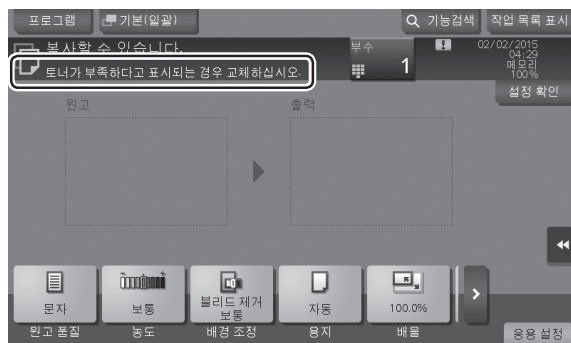 프로그램
기본(일괄)
기능검색
작업 목록 표시
복사할 수 있습니다.
토너가 부족하다고 표시되는 경우 교체하십시오.
부수
1
02/02/2015
04:29
메모리
100%
설정 확인
원고
출력
문자
보통
블리드 제거
보통
자동
100.0%
원고 품질
농도
배경 조정
용지
배율
응용 설정